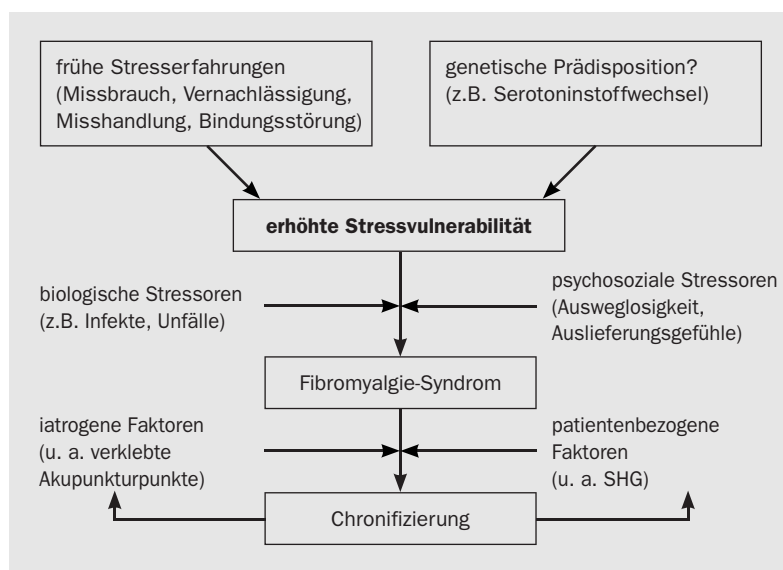 frühe Stresserfahrungen
(Missbrauch, Vernachlässigung,
Misshandlung, Bindungsstörung)
genetische Prädisposition?
(z.B. Serotoninstoffwechsel)
erhöhte Stressvulnerabilität
biologische Stressoren
(z.B. Infekte, Unfälle)
psychosoziale Stressoren
(Ausweglosigkeit,
Auslieferungsgefühle)
Fibromyalgie-Syndrom
iatrogene Faktoren
(u. a. verklebte
Akupunkturpunkte)
patientenbezogene
Faktoren
(u. a. SHG)
Chronifizierung